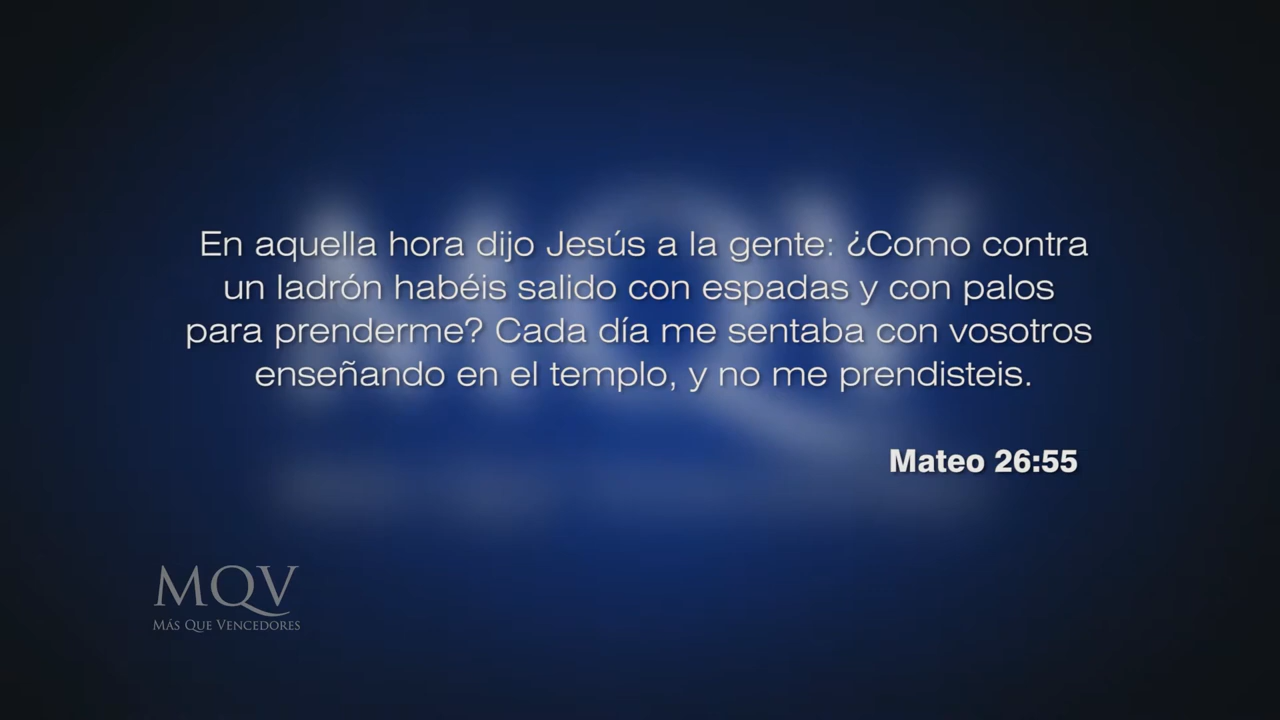 En aquella hora dijo Jesús a la gente: ¿Como contra
un ladrón habéis salido con espadas y con palos
para prenderme? Cada día me sentaba con vosotros
enseñando en el templo, y no me prendisteis.
Mateo 26:55
MQV
MÁS QUE VENCEDORES